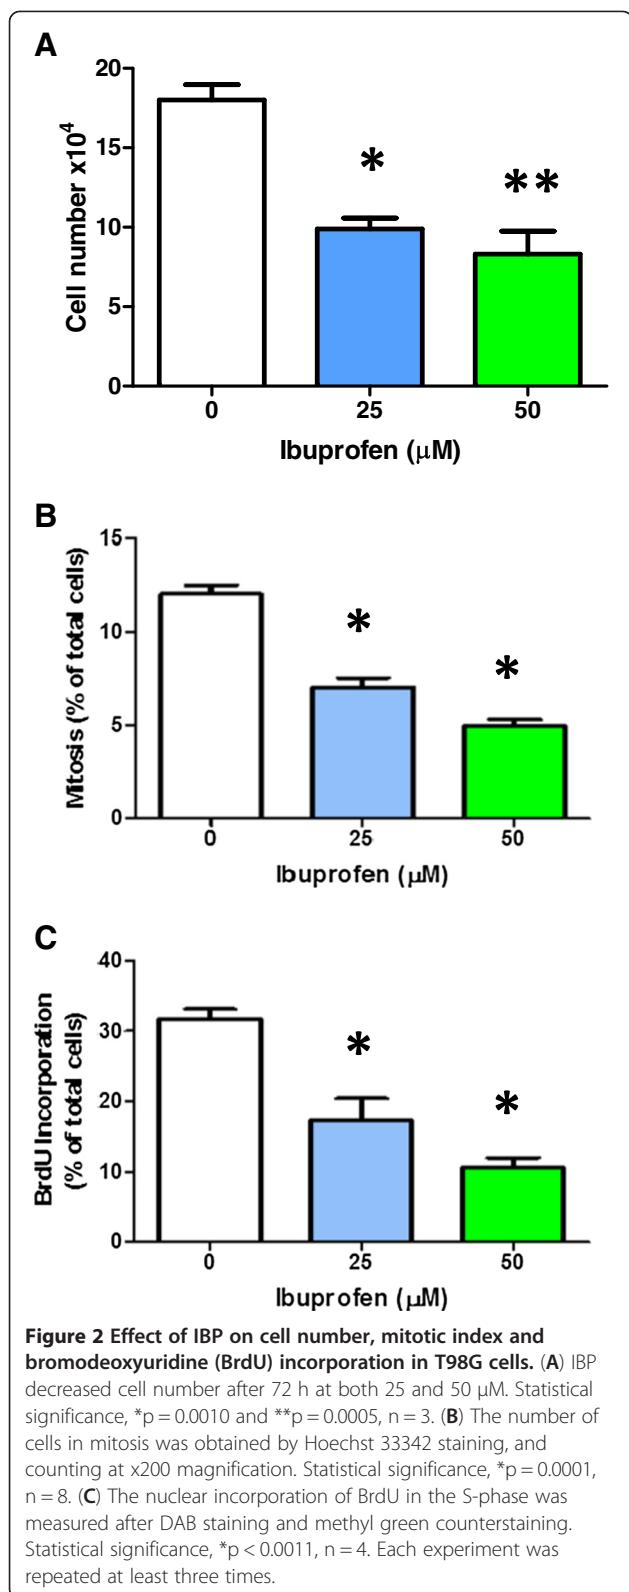 A
20
15
10
5
0
Cell number x10⁴
*
**
0 25 50
Ibuprofen (μM)
B
15
10
5
0
Mitosis (% of total cells)
*
*
0 25 50
Ibuprofen (μM)
C
40
30
20
10
0
BrdU Incorporation
(% of total cells)
*
*
0 25 50
Ibuprofen (μM)
Figure 2 Effect of IBP on cell number, mitotic index and
bromodeoxyuridine (BrdU) incorporation in T98G cells. (A) IBP
decreased cell number after 72 h at both 25 and 50 μM. Statistical
significance, *p = 0.0010 and **p = 0.0005, n = 3. (B) The number of
cells in mitosis was obtained by Hoechst 33342 staining, and
counting at x200 magnification. Statistical significance, *p = 0.0001,
n = 8. (C) The nuclear incorporation of BrdU in the S-phase was
measured after DAB staining and methyl green counterstaining.
Statistical significance, *p < 0.0011, n = 4. Each experiment was
repeated at least three times.